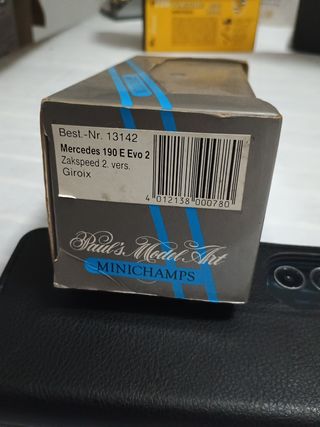 Best.-Nr. 13142
Mercedes 190 E Evo 2
Zakspeed 2. vers.
Giroix
4 012138 000780
Paul's Model Art
MINICHAMPS